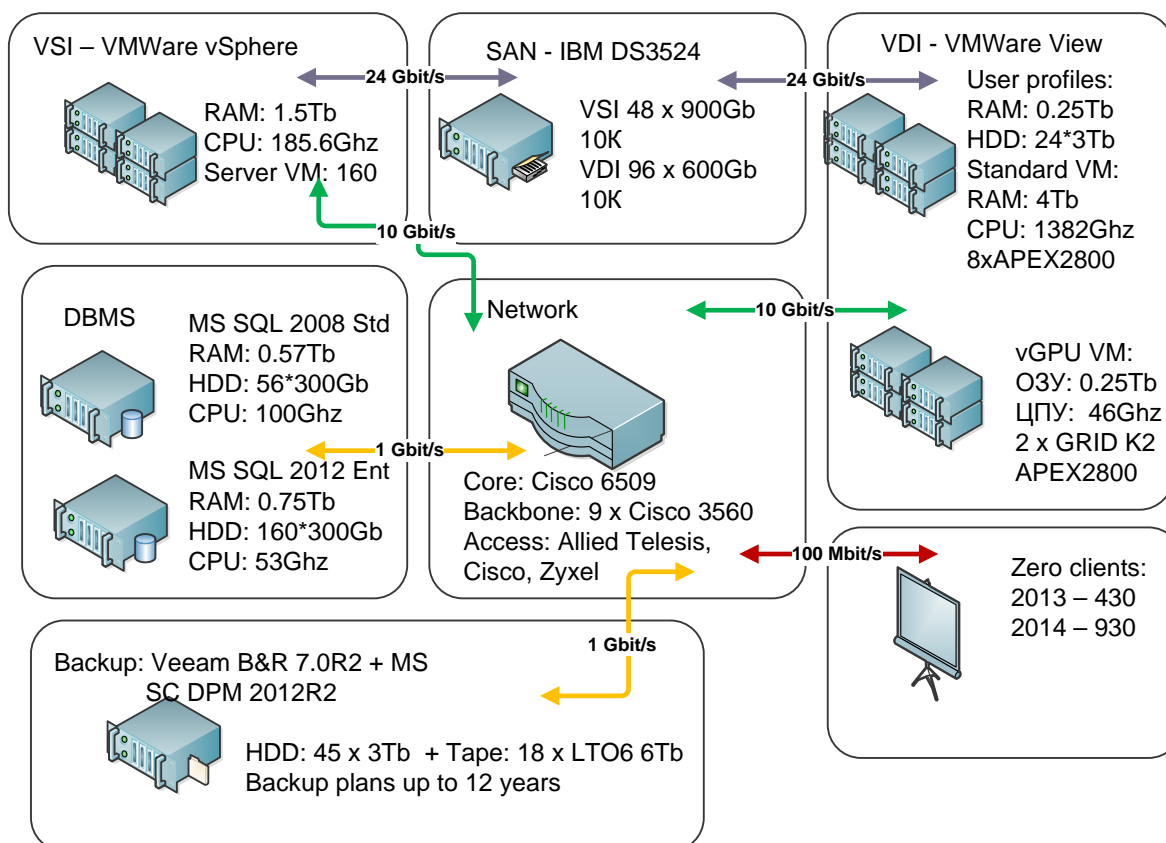 VSI – VMWare vSphere
RAM: 1.5Tb
CPU: 185.6Ghz
Server VM: 160
24 Gbit/s
SAN - IBM DS3524
VSI 48 x 900Gb
10К
VDI 96 x 600Gb
10К
24 Gbit/s
VDI - VMWare View
User profiles:
RAM: 0.25Tb
HDD: 24*3Tb
Standard VM:
RAM: 4Tb
CPU: 1382Ghz
8xAPEX2800
10 Gbit/s
DBMS
MS SQL 2008 Std
RAM: 0.57Tb
HDD: 56*300Gb
CPU: 100Ghz
MS SQL 2012 Ent
RAM: 0.75Tb
HDD: 160*300Gb
CPU: 53Ghz
1 Gbit/s
Network
Core: Cisco 6509
Backbone: 9 x Cisco 3560
Access: Allied Telesis,
Cisco, Zyxel
10 Gbit/s
vGPU VM:
ОЗУ: 0.25Tb
ЦПУ: 46Ghz
2 x GRID K2
APEX2800
100 Mbit/s
Zero clients:
2013 – 430
2014 – 930
1 Gbit/s
Backup: Veeam B&R 7.0R2 + MS
SC DPM 2012R2
HDD: 45 x 3Tb + Tape: 18 x LTO6 6Tb
Backup plans up to 12 years